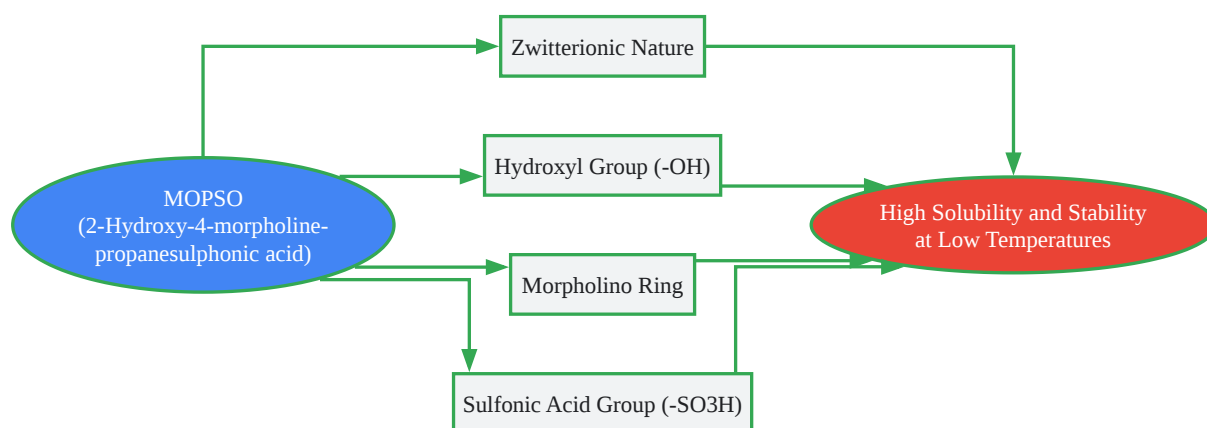 Zwitterionic Nature
Hydroxyl Group (-OH)
MOPSO
(2-Hydroxy-4-morpholine-
propanesulphonic acid)
High Solubility and Stability
at Low Temperatures
Morpholino Ring
Sulfonic Acid Group (-SO3H)